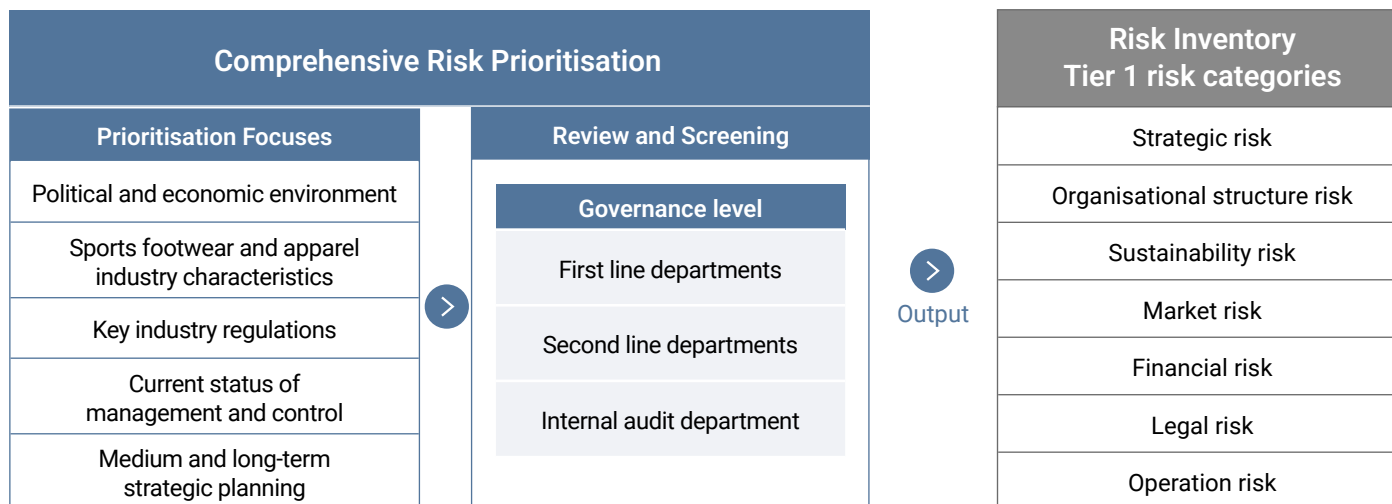 Comprehensive Risk Prioritisation
Prioritisation Focuses
Political and economic environment
Sports footwear and apparel
industry characteristics
Key industry regulations
Current status of
management and control
Medium and long-term
strategic planning
Review and Screening
Governance level
First line departments
Second line departments
Internal audit department
Output
Risk Inventory
Tier 1 risk categories
Strategic risk
Organisational structure risk
Sustainability risk
Market risk
Financial risk
Legal risk
Operation risk